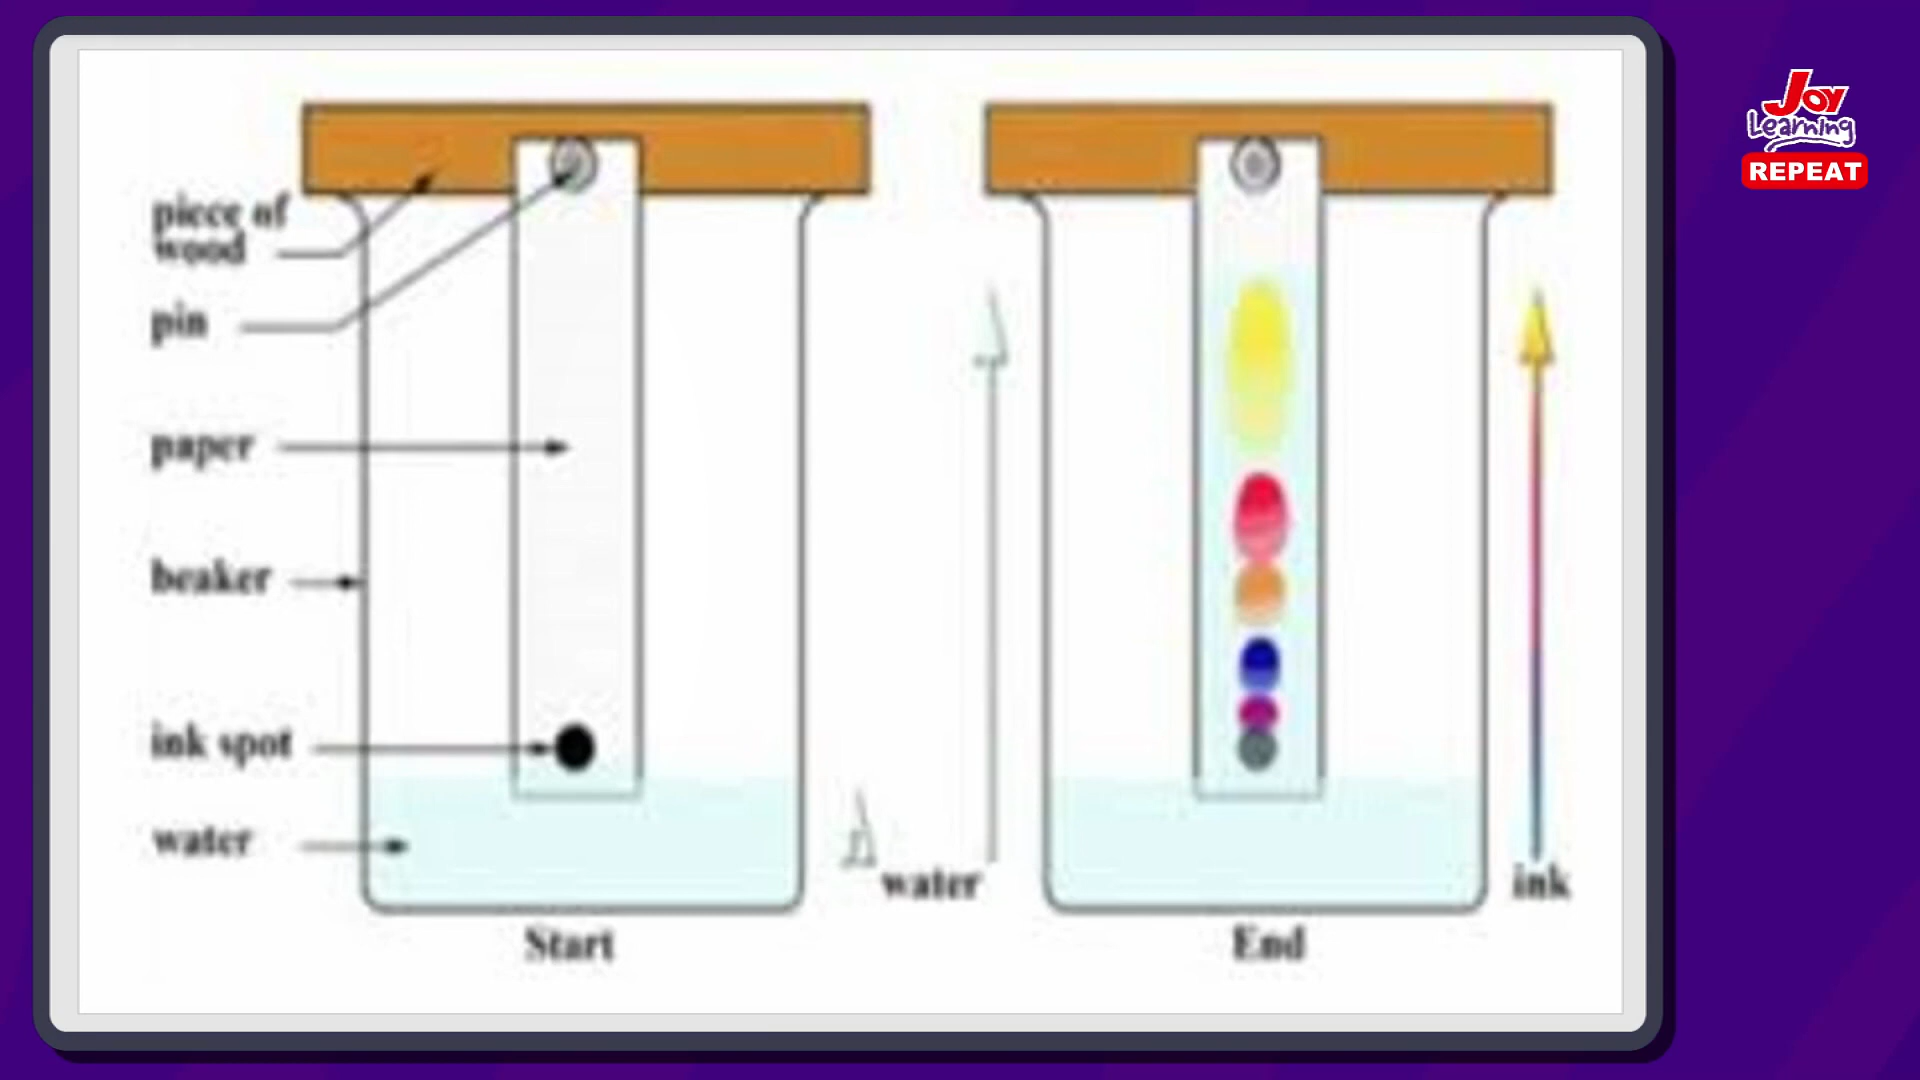 Joy
Learning
REPEAT
piece of
wood
pin
paper
beaker
ink spot
water
water
ink
Start
End